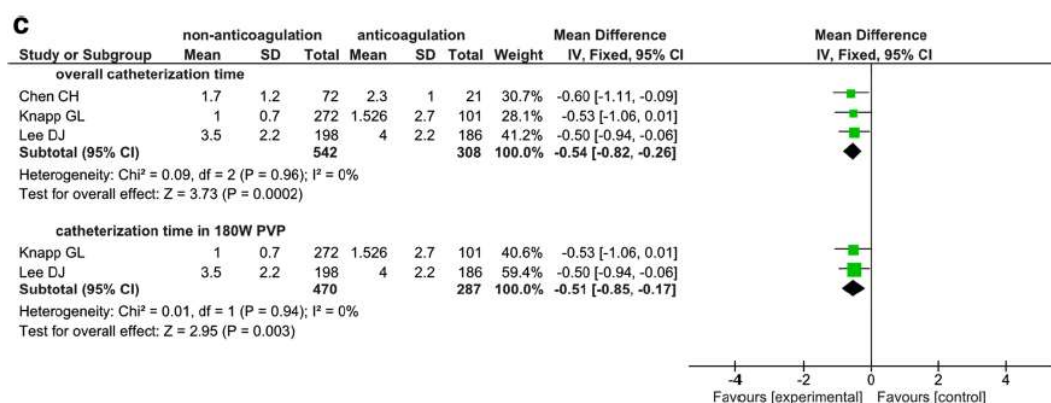 c
non-anticoagulation anticoagulation Mean Difference Mean Difference
Study or Subgroup Mean SD Total Mean SD Total Weight IV, Fixed, 95% CI IV, Fixed, 95% CI
overall catheterization time
Chen CH 1.7 1.2 72 2.3 1 21 30.7% -0.60 [-1.11, -0.09]
Knapp GL 1 0.7 272 1.526 2.7 101 28.1% -0.53 [-1.06, 0.01]
Lee DJ 3.5 2.2 198 4 2.2 186 41.2% -0.50 [-0.94, -0.06]
Subtotal (95% CI) 542 308 100.0% -0.54 [-0.82, -0.26]
Heterogeneity: Chi² = 0.09, df = 2 (P = 0.96); I² = 0%
Test for overall effect: Z = 3.73 (P = 0.0002)
catheterization time in 180W PVP
Knapp GL 1 0.7 272 1.526 2.7 101 40.6% -0.53 [-1.06, 0.01]
Lee DJ 3.5 2.2 198 4 2.2 186 59.4% -0.50 [-0.94, -0.06]
Subtotal (95% CI) 470 287 100.0% -0.51 [-0.85, -0.17]
Heterogeneity: Chi² = 0.01, df = 1 (P = 0.94); I² = 0%
Test for overall effect: Z = 2.95 (P = 0.003)
-4 -2 0 2 4
Favours [experimental] Favours [control]